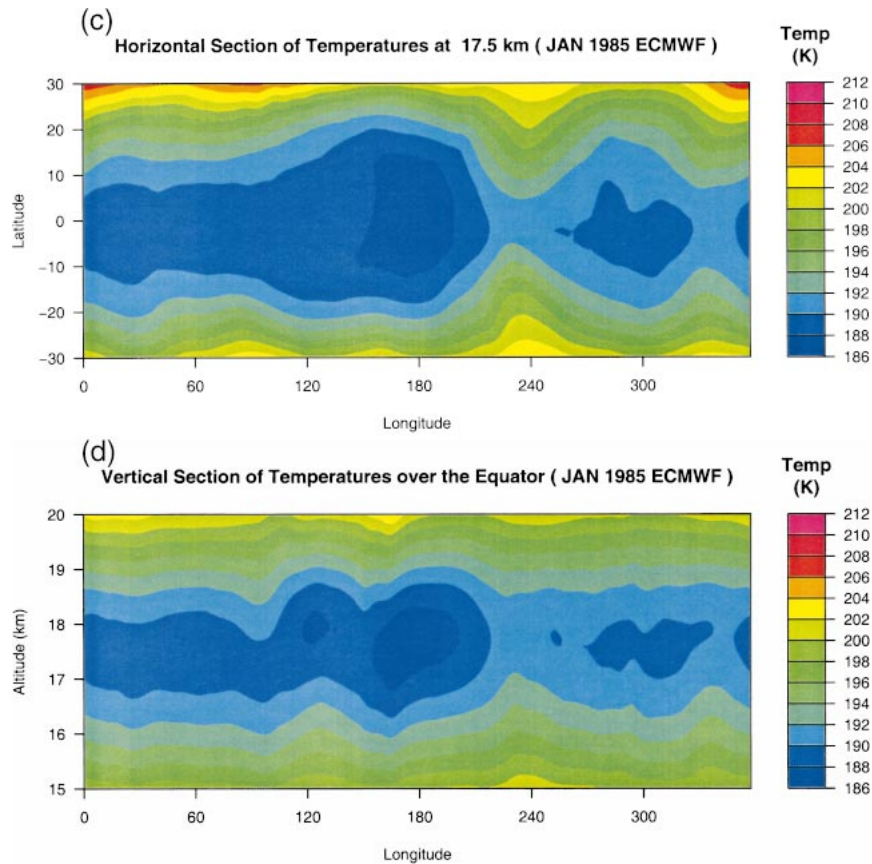 (c)
Horizontal Section of Temperatures at 17.5 km ( JAN 1985 ECMWF )
Temp
(K)
30
20
10
0
−10
−20
−30
Latitude
0 60 120 180 240 300
Longitude
212
210
208
206
204
202
200
198
196
194
192
190
188
186
(d)
Vertical Section of Temperatures over the Equator ( JAN 1985 ECMWF )
Temp
(K)
20
19
18
17
16
15
Altitude (km)
0 60 120 180 240 300
Longitude
212
210
208
206
204
202
200
198
196
194
192
190
188
186